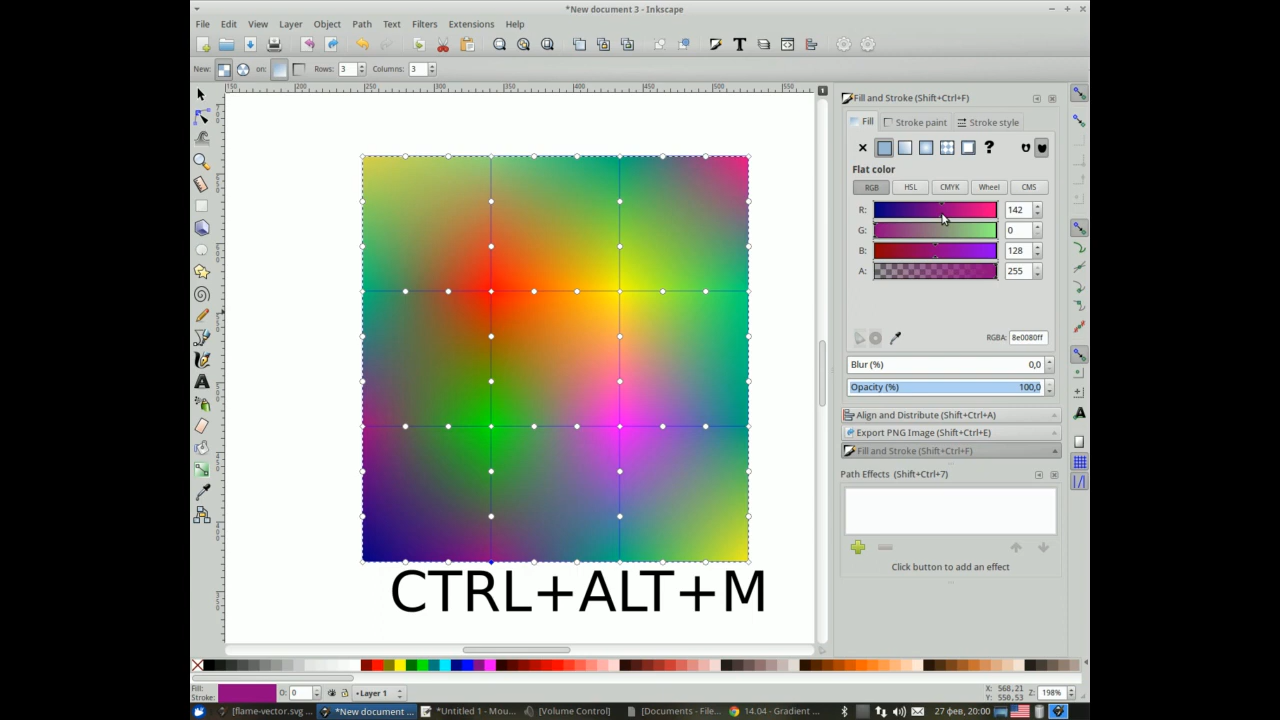 *New document 3 - Inkscape
File Edit View Layer Object Path Text Filters Extensions Help
New: on: Rows: 3 Columns: 3
Fill and Stroke (Shift+Ctrl+F)
Fill Stroke paint Stroke style
Flat color
RGB HSL CMYK Wheel CMS
R: 142
G: 0
B: 128
A: 255
RGBA: 8e0080ff
Blur (%) 0,0
Opacity (%) 100,0
Align and Distribute (Shift+Ctrl+A)
Export PNG Image (Shift+Ctrl+E)
Fill and Stroke (Shift+Ctrl+F)
Path Effects (Shift+Ctrl+7)
Click button to add an effect
CTRL+ALT+M
Fill:
Stroke:
O: 0
•Layer 1
X: 568,21
Y: 550,53
Z: 198%
[flame-vector.svg ... *New document ... *Untitled 1 - Mou... [Volume Control] [Documents - File... 14.04 - Gradient ... 27 фев, 20:00